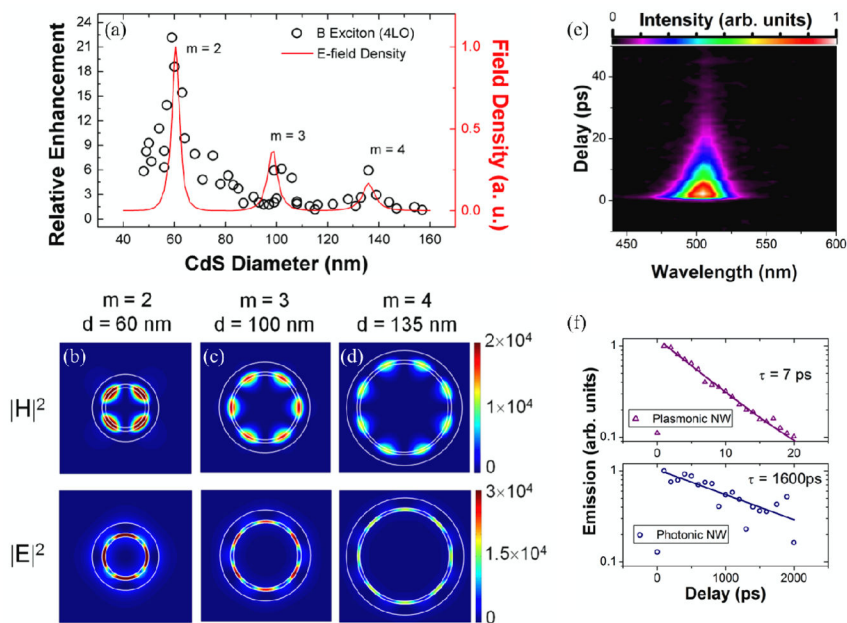 (a)
B Exciton (4LO)
E-field Density
m = 2
m = 3
m = 4
Relative Enhancement
24
21
18
15
12
9
6
3
0
Field Density (a. u.)
1.0
0.5
0.0
40 60 80 100 120 140 160
CdS Diameter (nm)
Intensity (arb. units)
0 1
(e)
Delay (ps)
40
20
0
450 500 550 600
Wavelength (nm)
m = 2 m = 3 m = 4
d = 60 nm d = 100 nm d = 135 nm
(b) (c) (d)
|H|²
2×10⁴
1×10⁴
0
|E|²
3×10⁴
1.5×10⁴
0
(f)
Emission (arb. units)
1
0.1
τ = 7 ps
Plasmonic NW
0 10 20
1
0.1
τ = 1600ps
Photonic NW
0 1000 2000
Delay (ps)